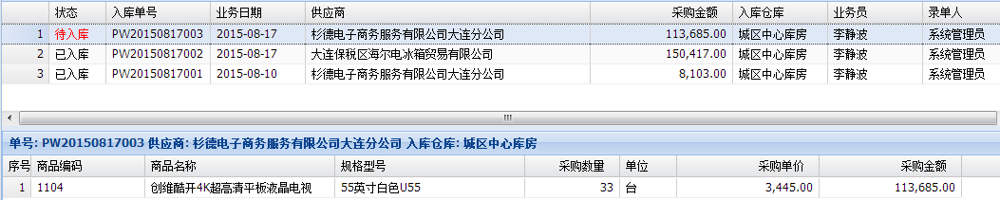 状态 入库单号 业务日期 供应商 采购金额 入库仓库 业务员 录单人
1 待入库 PW20150817003 2015-08-17 杉德电子商务服务有限公司大连分公司 113,685.00 城区中心库房 李静波 系统管理员
2 已入库 PW20150817002 2015-08-17 大连保税区海尔电冰箱贸易有限公司 150,417.00 城区中心库房 李静波 系统管理员
3 已入库 PW20150817001 2015-08-10 杉德电子商务服务有限公司大连分公司 8,103.00 城区中心库房 李静波 系统管理员
单号: PW20150817003 供应商: 杉德电子商务服务有限公司大连分公司 入库仓库: 城区中心库房
序号 商品编码 商品名称 规格型号 采购数量 单位 采购单价 采购金额
1 1104 创维酷开4K超高清平板液晶电视 55英寸白色U55 33 台 3,445.00 113,685.00